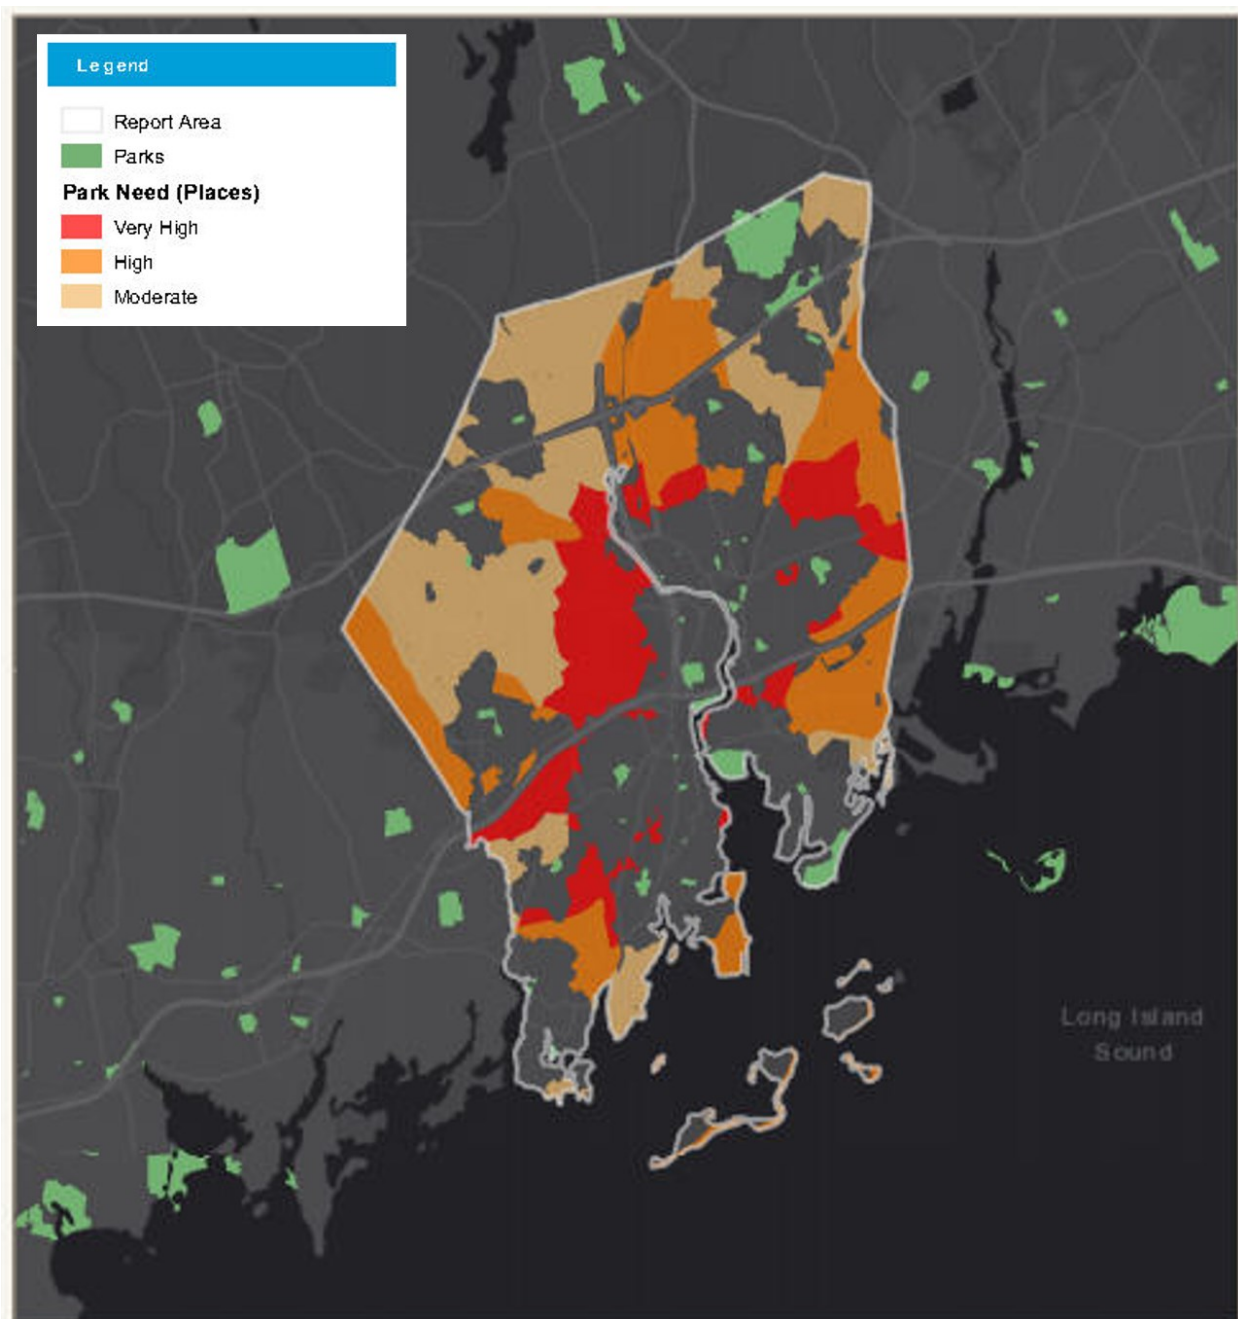 Legend
Report Area
Parks
Park Need (Places)
Very High
High
Moderate
Long Island
Sound